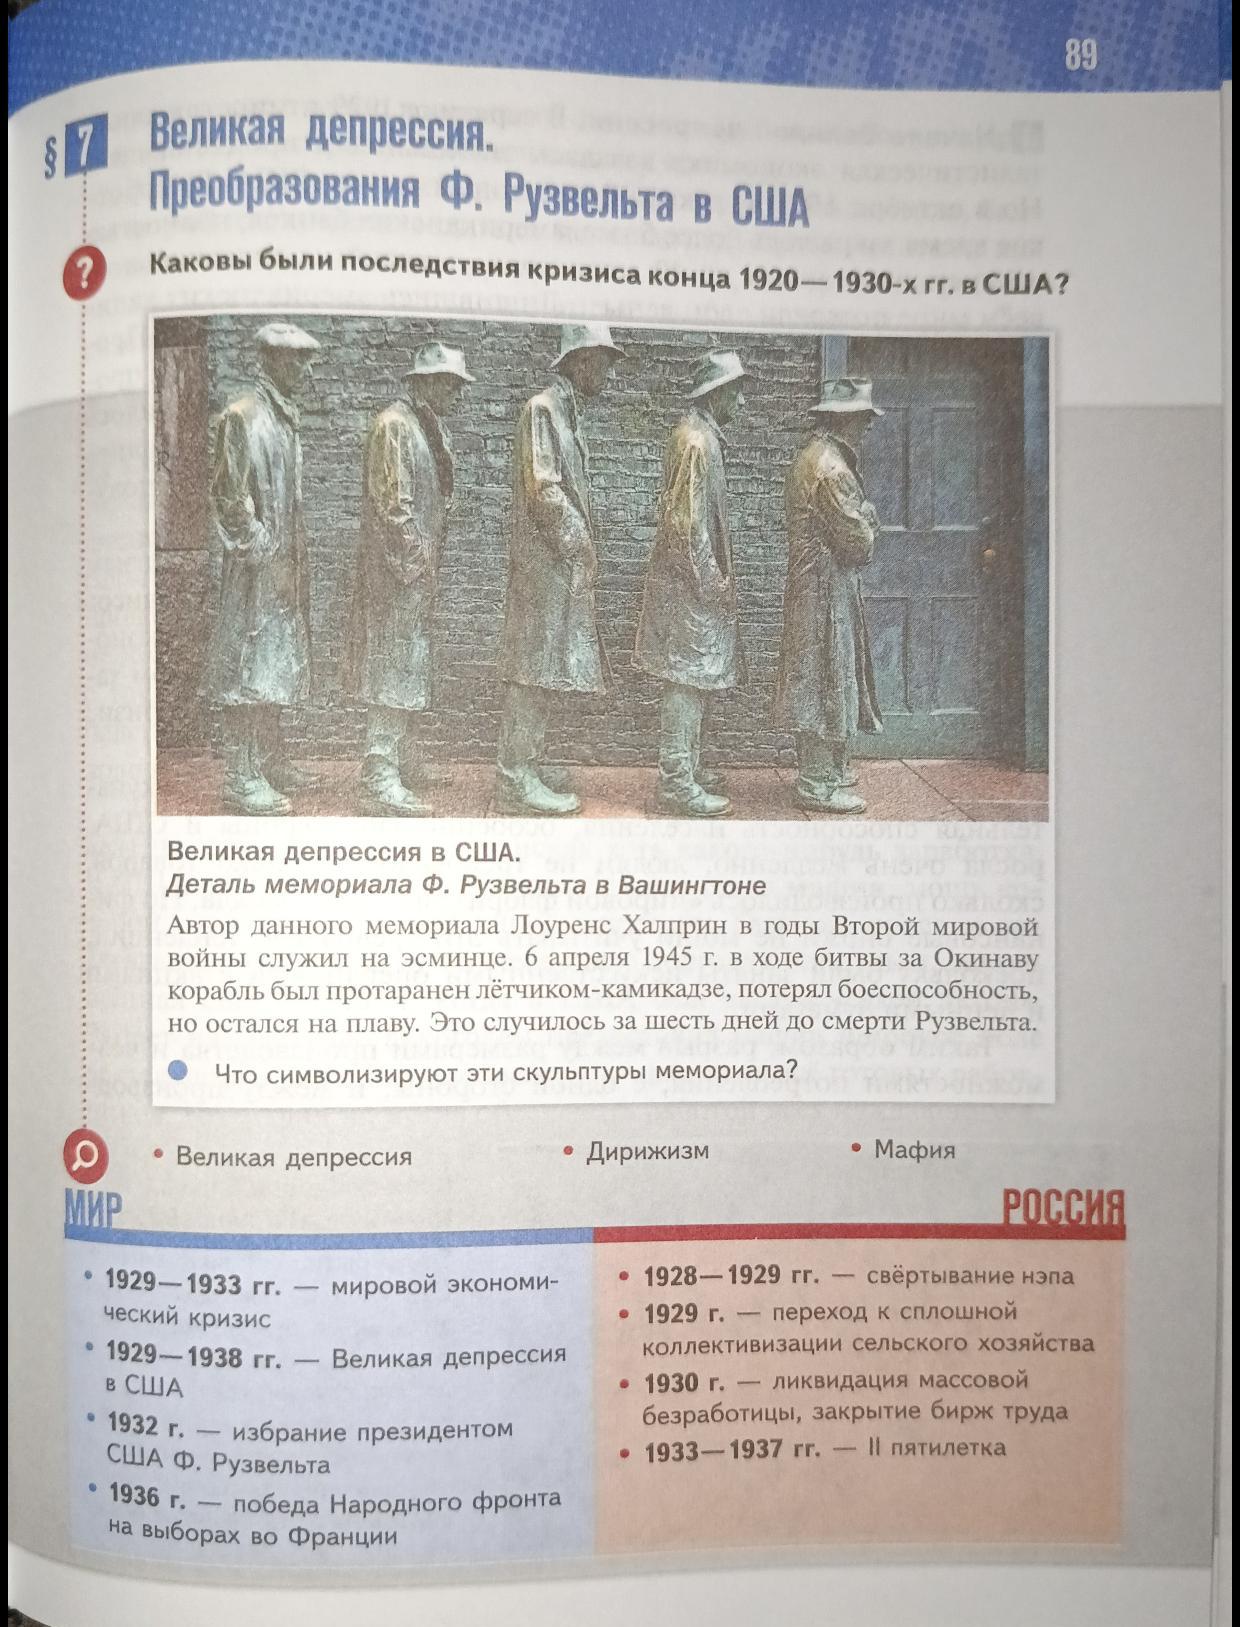 89
§ 7
Великая депрессия.
Преобразования Ф. Рузвельта в США
?
Каковы были последствия кризиса конца 1920—1930-х гг. в США?
Великая депрессия в США.
Деталь мемориала Ф. Рузвельта в Вашингтоне
Автор данного мемориала Лоуренс Халприн в годы Второй мировой
войны служил на эсминце. 6 апреля 1945 г. в ходе битвы за Окинаву
корабль был протаранен лётчиком-камикадзе, потерял боеспособность,
но остался на плаву. Это случилось за шесть дней до смерти Рузвельта.
Что символизируют эти скульптуры мемориала?
• Великая депрессия • Дирижизм • Мафия
МИР
• 1929—1933 гг. — мировой экономи-
ческий кризис
• 1929—1938 гг. — Великая депрессия
в США
• 1932 г. — избрание президентом
США Ф. Рузвельта
• 1936 г. — победа Народного фронта
на выборах во Франции
РОССИЯ
• 1928—1929 гг. — свёртывание нэпа
• 1929 г. — переход к сплошной
коллективизации сельского хозяйства
• 1930 г. — ликвидация массовой
безработицы, закрытие бирж труда
• 1933—1937 гг. — II пятилетка